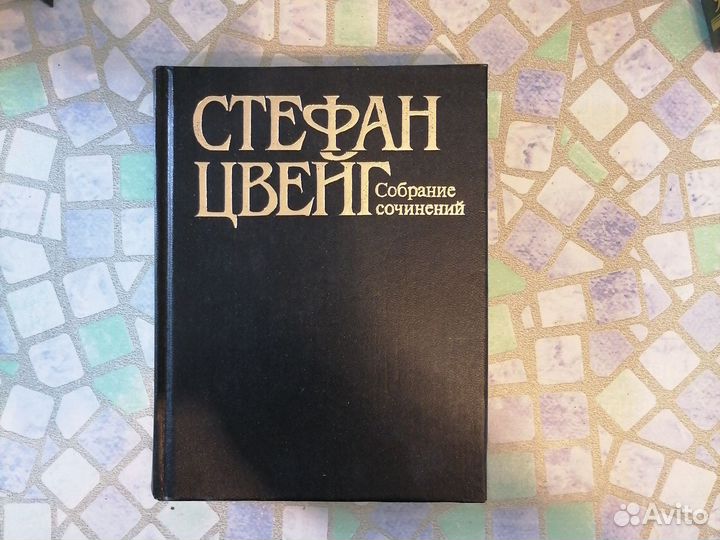 СТЕФАН
ЦВЕЙГ
Собрание
сочинений
Avito